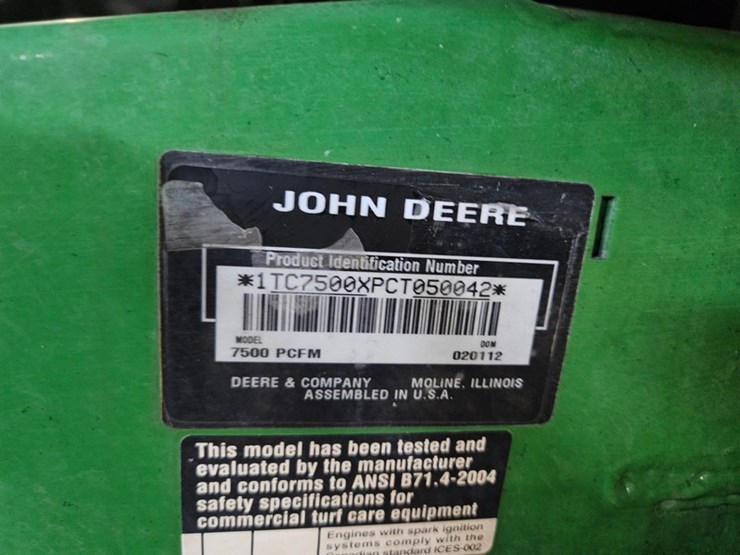 JOHN DEERE
Product Identification Number
*1TC7500XPCT050042*
MODEL
DOM
7500 PCFM
020112
DEERE & COMPANY MOLINE, ILLINOIS
ASSEMBLED IN U.S.A.
This model has been tested and
evaluated by the manufacturer
and conforms to ANSI B71.4-2004
safety specifications for
commercial turf care equipment
Engines with spark ignition
systems comply with the
Canadian standard ICES-002